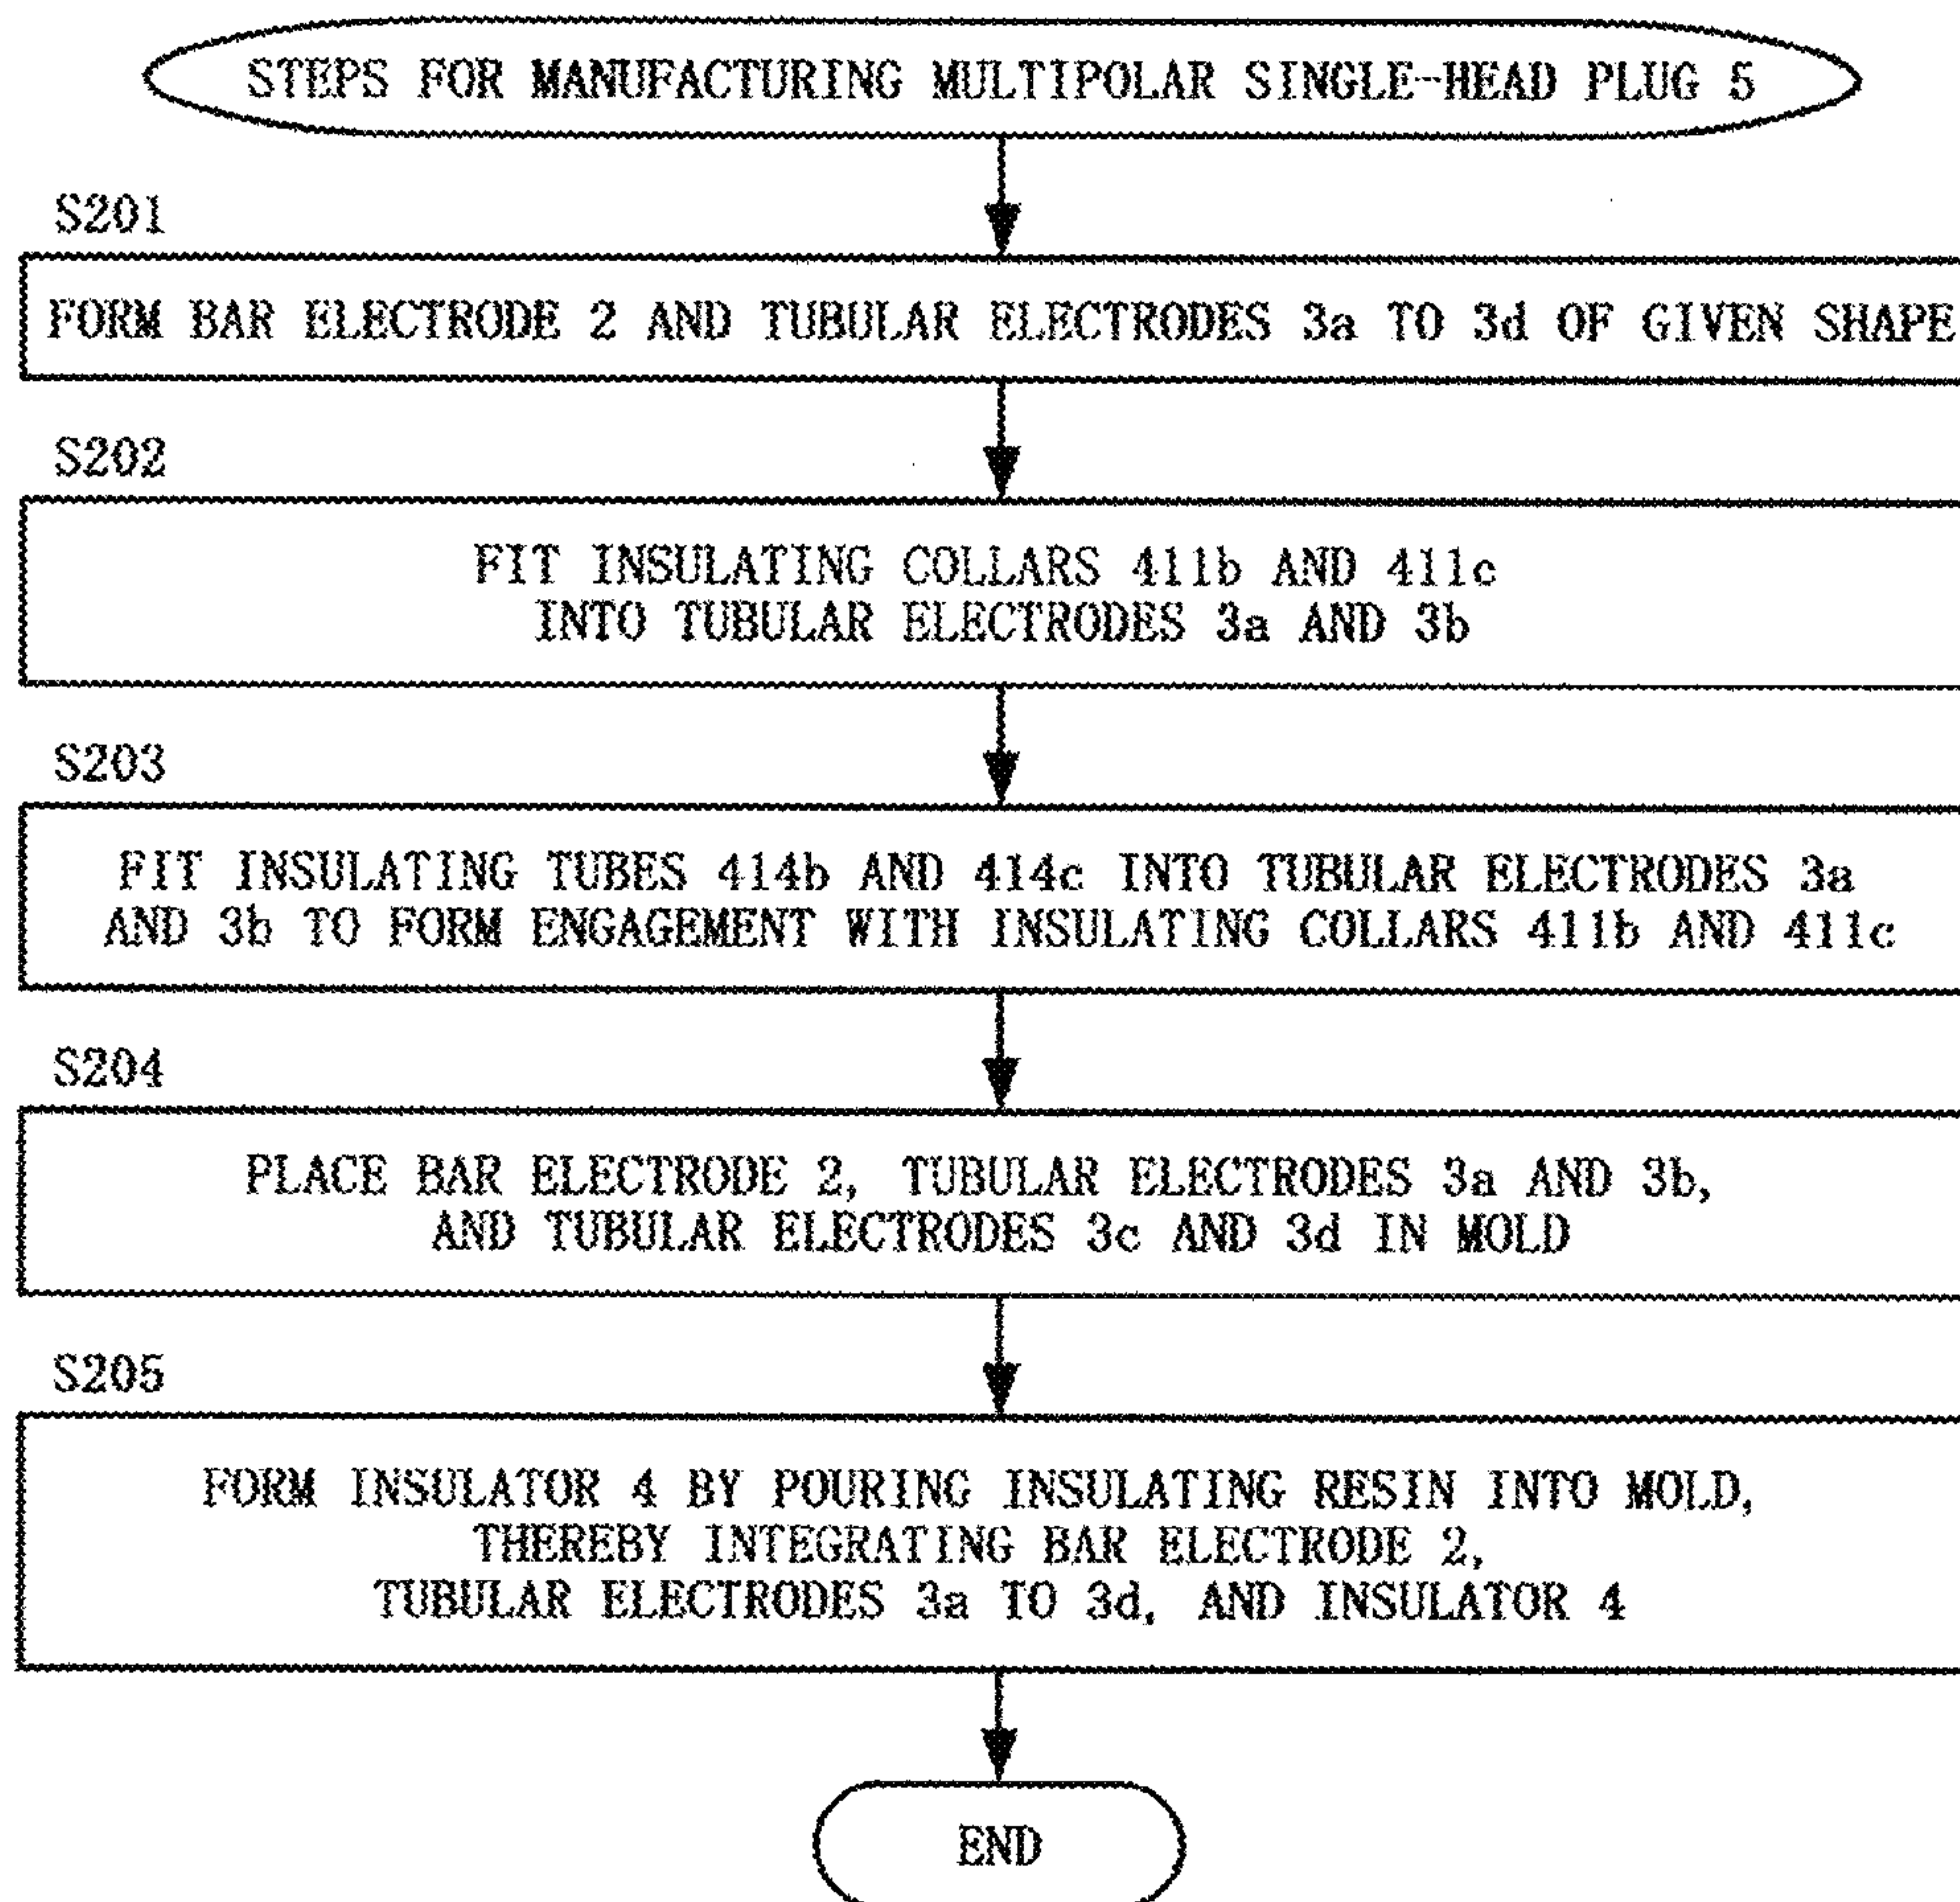 STEPS FOR MANUFACTURING MULTIPOLAR SINGLE-HEAD PLUG 5
S201
FORM BAR ELECTRODE 2 AND TUBULAR ELECTRODES 3a TO 3d OF GIVEN SHAPE
S202
FIT INSULATING COLLARS 411b AND 411c
INTO TUBULAR ELECTRODES 3a AND 3b
S203
FIT INSULATING TUBES 414b AND 414c INTO TUBULAR ELECTRODES 3a
AND 3b TO FORM ENGAGEMENT WITH INSULATING COLLARS 411b AND 411c
S204
PLACE BAR ELECTRODE 2, TUBULAR ELECTRODES 3a AND 3b,
AND TUBULAR ELECTRODES 3c AND 3d IN MOLD
S205
FORM INSULATOR 4 BY POURING INSULATING RESIN INTO MOLD,
THEREBY INTEGRATING BAR ELECTRODE 2,
TUBULAR ELECTRODES 3a TO 3d, AND INSULATOR 4
END